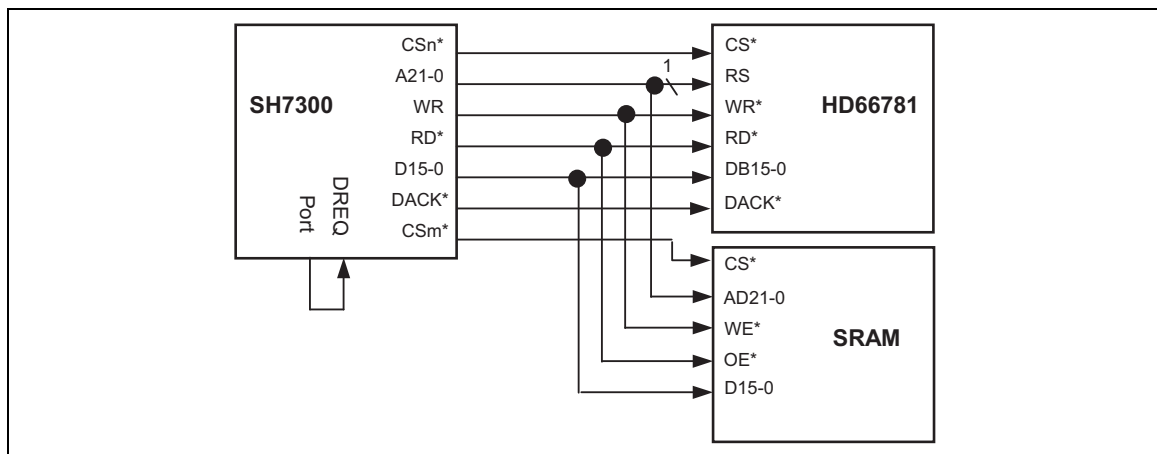 SH7300
CSn*
A21-0
WR
RD*
D15-0
DACK*
CSm*
Port
DREQ
1
CS*
RS
WR*
RD*
DB15-0
DACK*
HD66781
CS*
AD21-0
WE*
OE*
D15-0
SRAM